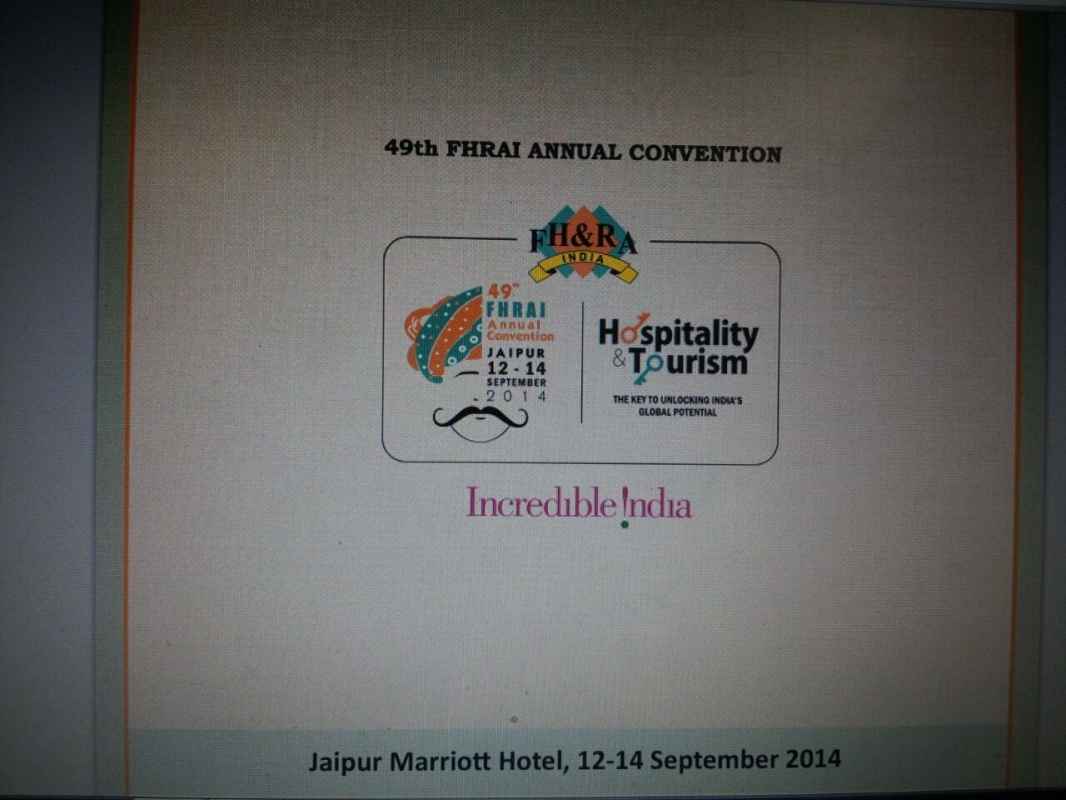 49th FHRAI ANNUAL CONVENTION
FH&RA
INDIA
49th
FHRAI
Annual
Convention
JAIPUR
12 - 14
SEPTEMBER
2014
Hospitality
& Tourism
THE KEY TO UNLOCKING INDIA'S
GLOBAL POTENTIAL
Incredible !ndia
Jaipur Marriott Hotel, 12-14 September 2014